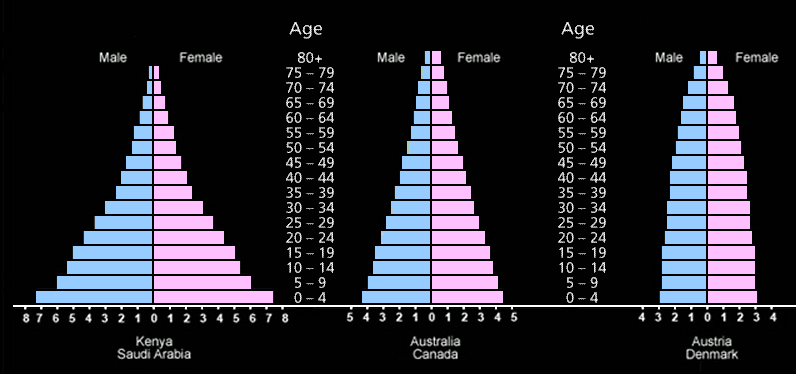 Age Age
Male Female 80+ Male Female 80+ Male Female
75 – 79 75 – 79
70 – 74 70 – 74
65 – 69 65 – 69
60 – 64 60 – 64
55 – 59 55 – 59
50 – 54 50 – 54
45 – 49 45 – 49
40 – 44 40 – 44
35 – 39 35 – 39
30 – 34 30 – 34
25 – 29 25 – 29
20 – 24 20 – 24
15 – 19 15 – 19
10 – 14 10 – 14
5 – 9 5 – 9
0 – 4 0 – 4
8 7 6 5 4 3 2 1 0 1 2 3 4 5 6 7 8 5 4 3 2 1 0 1 2 3 4 5 4 3 2 1 0 1 2 3 4
Kenya Australia Austria
Saudi Arabia Canada Denmark